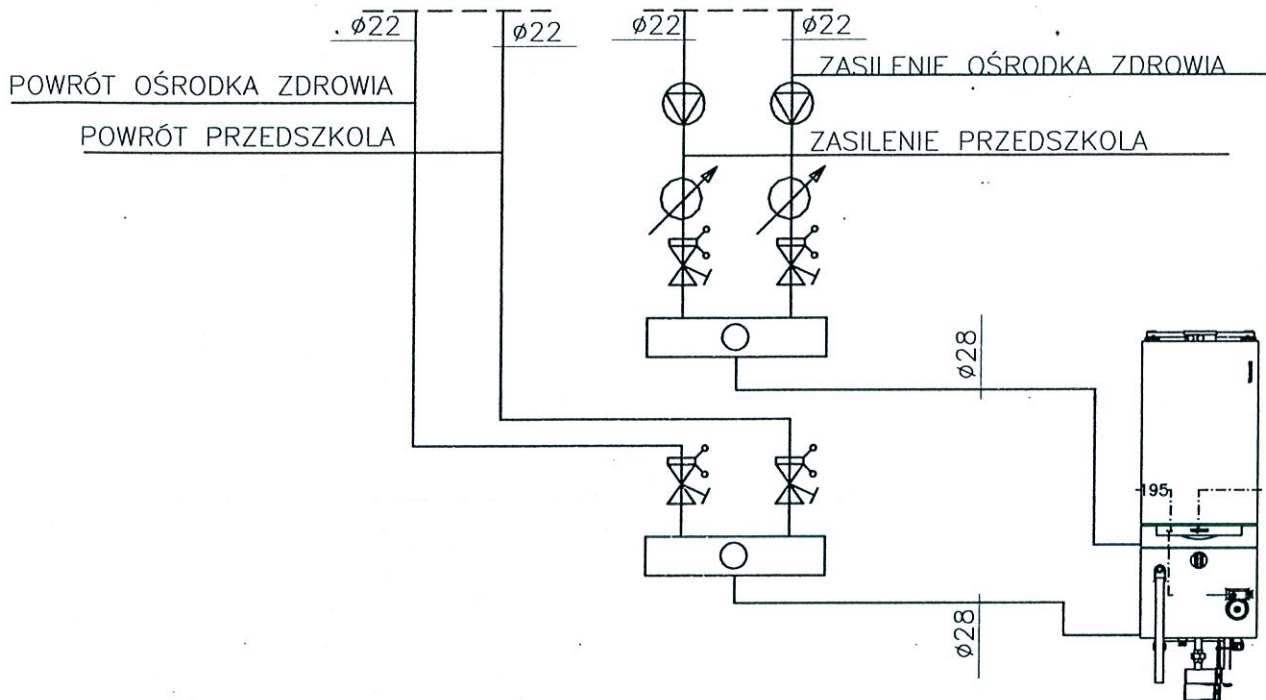 ø22
ø22
ø22
ø22
ZASILENIE OŚRODKA ZDROWIA
POWRÓT OŚRODKA ZDROWIA
POWRÓT PRZEDSZKOLA
ZASILENIE PRZEDSZKOLA
ø28
195
ø28